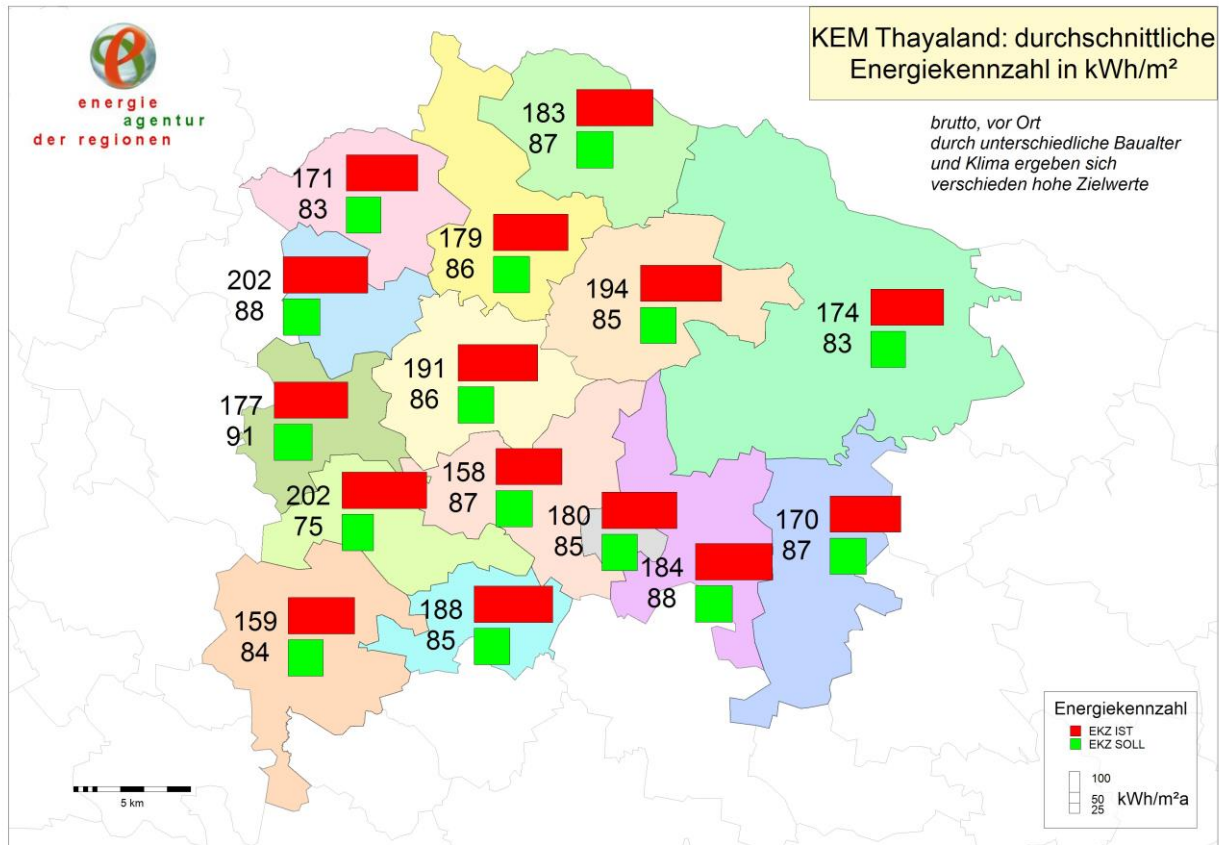 energie
agentur
der regionen
KEM Thayaland: durchschnittliche
Energiekennzahl in kWh/m²
brutto, vor Ort
durch unterschiedliche Baualter
und Klima ergeben sich
verschieden hohe Zielwerte
183
87
171
83
179
86
202
88
194
85
174
83
191
86
177
91
158
87
202
75
180
85
170
87
184
88
159
84
188
85
Energiekennzahl
EKZ IST
EKZ SOLL
100
50
25
kWh/m²a
5 km